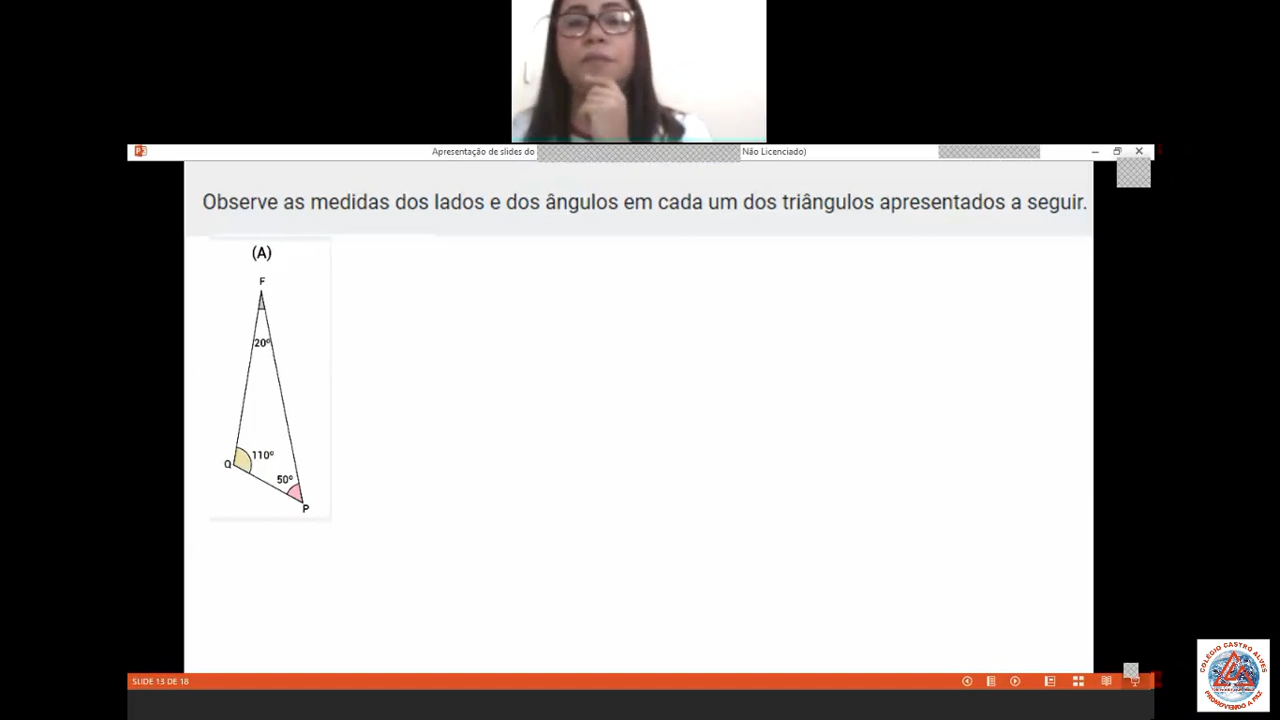 Apresentação de slides do
Não Licenciado)
Observe as medidas dos lados e dos ângulos em cada um dos triângulos apresentados a seguir.
(A)
F
20º
Q
110º
50º
P
SLIDE 13 DE 18
COLÉGIO CASTRO ALVES
PROMOVENDO A PAZ